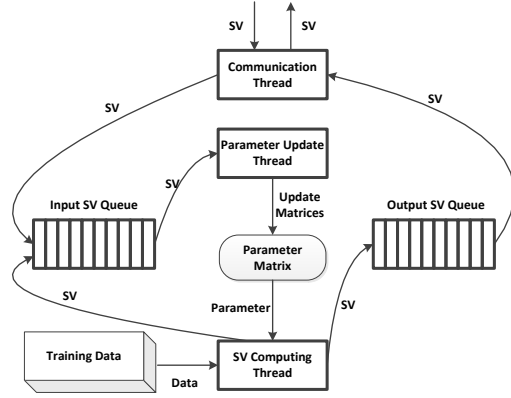 SV
SV
Communication
Thread
SV
SV
Parameter Update
Thread
SV
Input SV Queue
Update
Matrices
Output SV Queue
Parameter
Matrix
SV
Parameter
SV
Training Data
Data
SV Computing
Thread